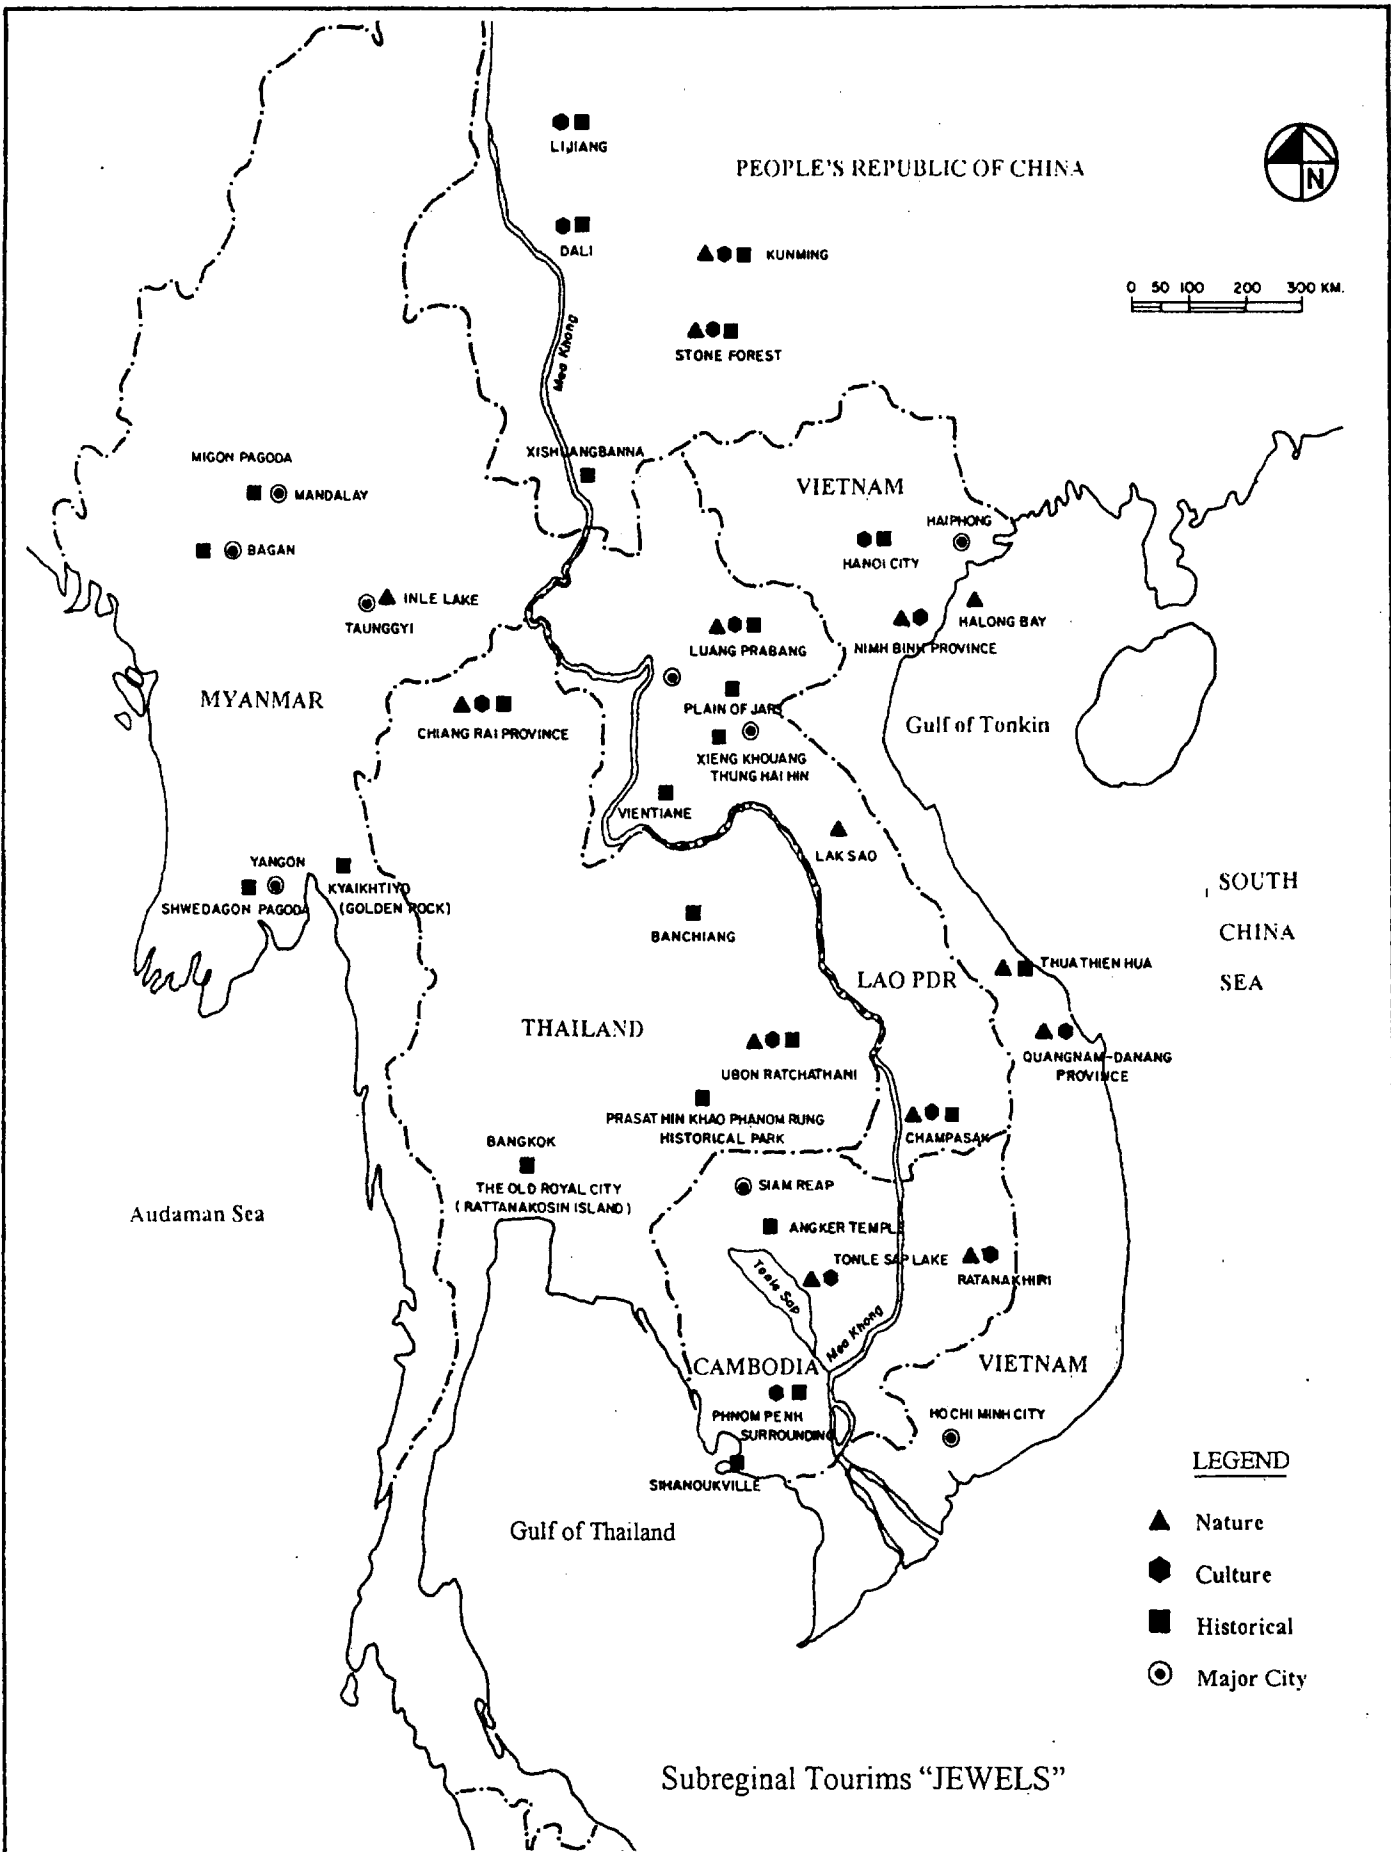 LIJIANG
PEOPLE'S REPUBLIC OF CHINA
N
DALI
KUNMING
0 50 100 200 300 KM.
STONE FOREST
Mea Khong
XISHUANGBANNA
MIGON PAGODA
MANDALAY
VIETNAM
HAIPHONG
BAGAN
HANOI CITY
INLE LAKE
TAUNGGYI
HALONG BAY
LUANG PRABANG
NIMH BINH PROVINCE
MYANMAR
PLAIN OF JARS
Gulf of Tonkin
CHIANG RAI PROVINCE
XIENG KHOUANG
THUNG HAI HIN
VIENTIANE
LAK SAO
YANGON
KYAIKHTIYO
(GOLDEN ROCK)
SHWEDAGON PAGODA
SOUTH
CHINA
SEA
BANCHIANG
THUA THIEN HUA
LAO PDR
THAILAND
QUANGNAM-DANANG
PROVINCE
UBON RATCHATHANI
PRASAT HIN KHAO PHANOM RUNG
HISTORICAL PARK
CHAMPASAK
BANGKOK
THE OLD ROYAL CITY
(RATTANAKOSIN ISLAND)
SIAM REAP
Audaman Sea
ANGKER TEMPLE
TONLE SAP LAKE
RATANAKHIRI
Tonle Sap
Mea Khong
CAMBODIA
VIETNAM
PHNOM PENH
SURROUNDING
HO CHI MINH CITY
SIHANOUKVILLE
Gulf of Thailand
LEGEND
Nature
Culture
Historical
Major City
Subreginal Tourims "JEWELS"